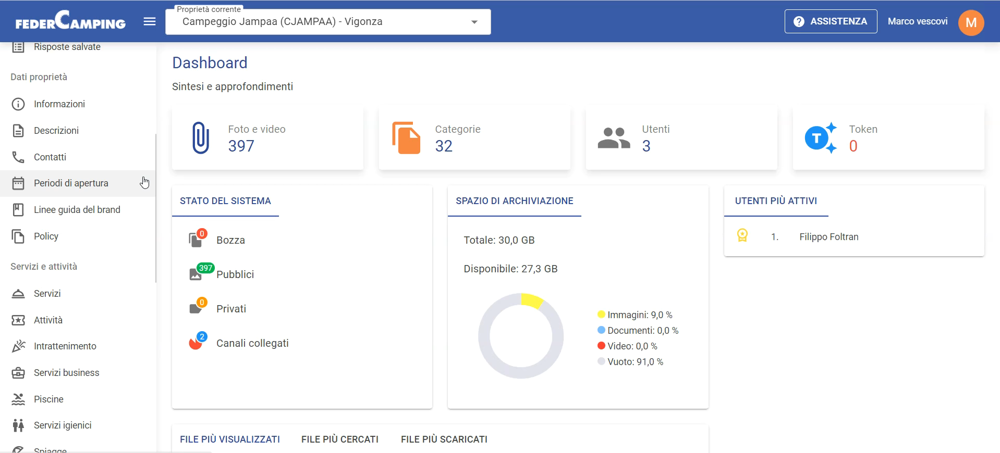 FEDERCAMPING
Proprietà corrente
Campeggio Jampaa (CJAMPAA) - Vigonza
? ASSISTENZA
Marco vescovi
M
Risposte salvate
Dati proprietà
Informazioni
Descrizioni
Contatti
Periodi di apertura
Linee guida del brand
Policy
Servizi e attività
Servizi
Attività
Intrattenimento
Servizi business
Piscine
Servizi igienici
Spiagge
Dashboard
Sintesi e approfondimenti
Foto e video
397
Categorie
32
Utenti
3
T
Token
0
STATO DEL SISTEMA
0 Bozza
397 Pubblici
0 Privati
2 Canali collegati
SPAZIO DI ARCHIVIAZIONE
Totale: 30,0 GB
Disponibile: 27,3 GB
Immagini: 9,0 %
Documenti: 0,0 %
Video: 0,0 %
Vuoto: 91,0 %
UTENTI PIÙ ATTIVI
1. Filippo Foltran
FILE PIÙ VISUALIZZATI FILE PIÙ CERCATI FILE PIÙ SCARICATI